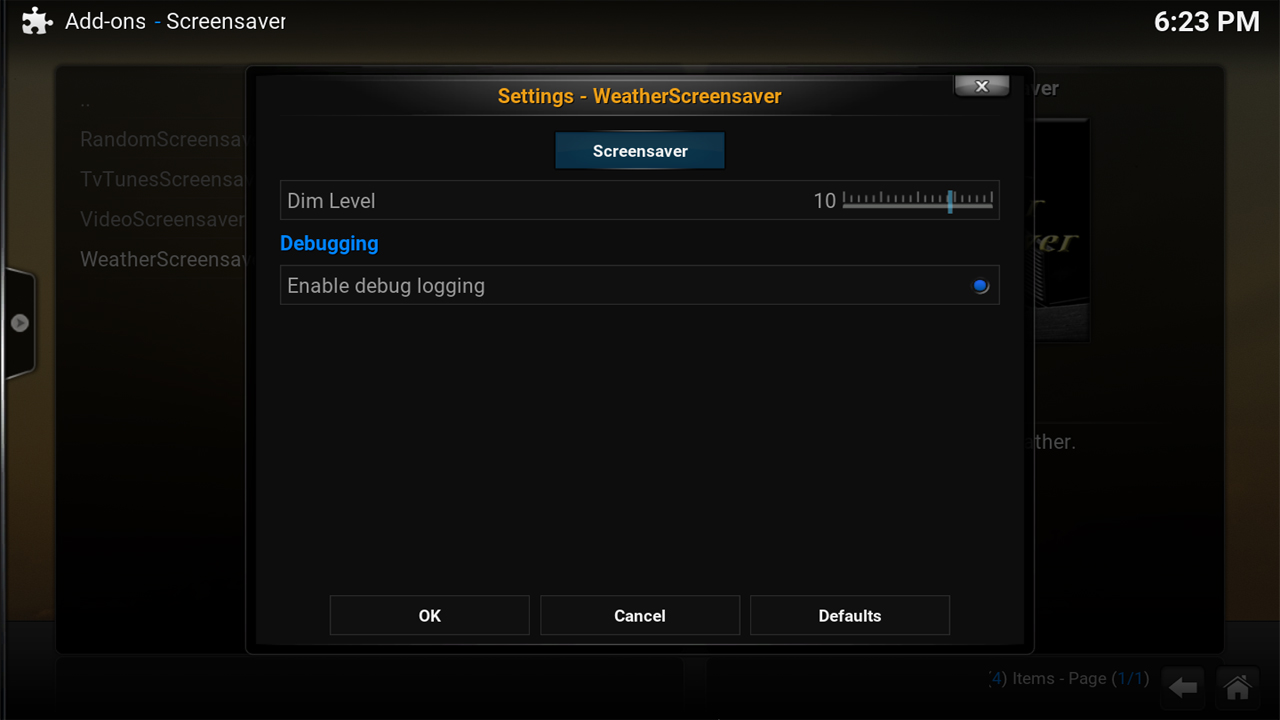 Add-ons - Screensaver
6:23 PM
Settings - WeatherScreensaver
Screensaver
Dim Level 10
Debugging
Enable debug logging
OK
Cancel
Defaults
..
RandomScreensav
TvTunesScreensa
VideoScreensaver
WeatherScreensav
ver
ather.
(4) Items - Page (1/1)